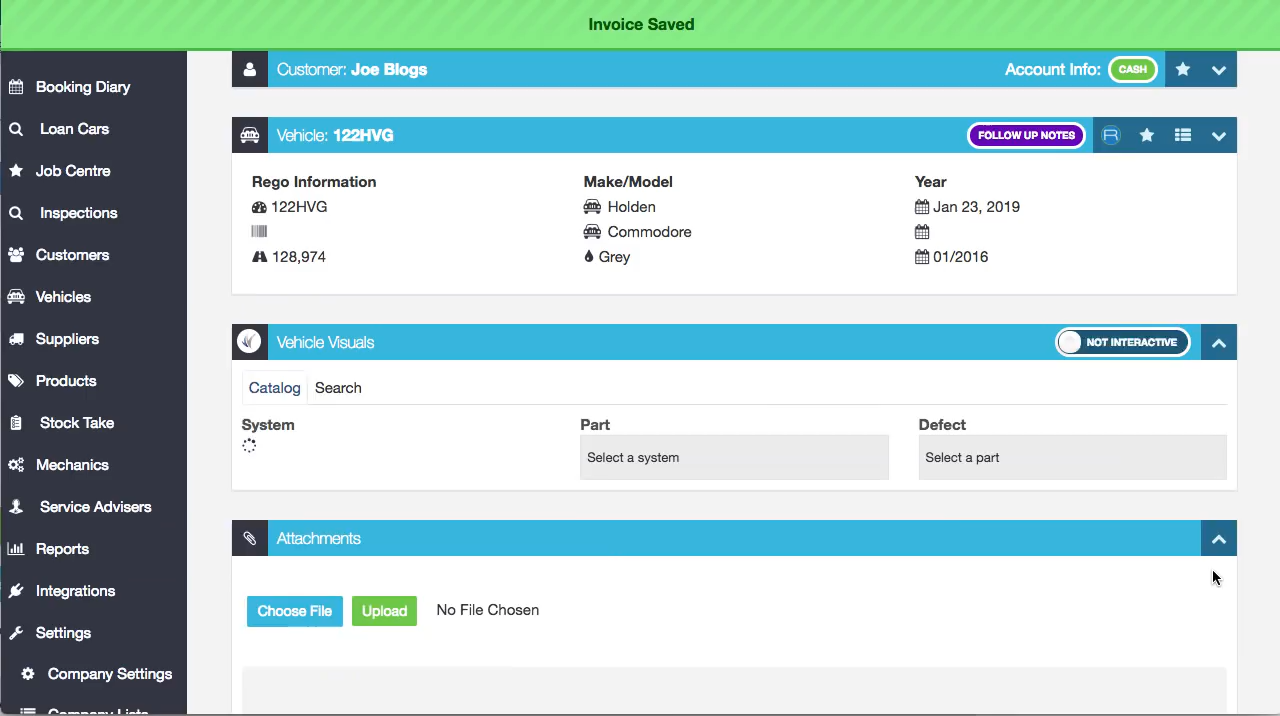 Invoice Saved
Booking Diary
Loan Cars
Job Centre
Inspections
Customers
Vehicles
Suppliers
Products
Stock Take
Mechanics
Service Advisers
Reports
Integrations
Settings
Company Settings
Company Lists
Customer: Joe Blogs
Account Info: CASH
Vehicle: 122HVG
FOLLOW UP NOTES
Rego Information Make/Model Year
122HVG Holden Jan 23, 2019
Commodore
128,974 Grey 01/2016
Vehicle Visuals
NOT INTERACTIVE
Catalog Search
System Part Defect
Select a system Select a part
Attachments
Choose File Upload No File Chosen